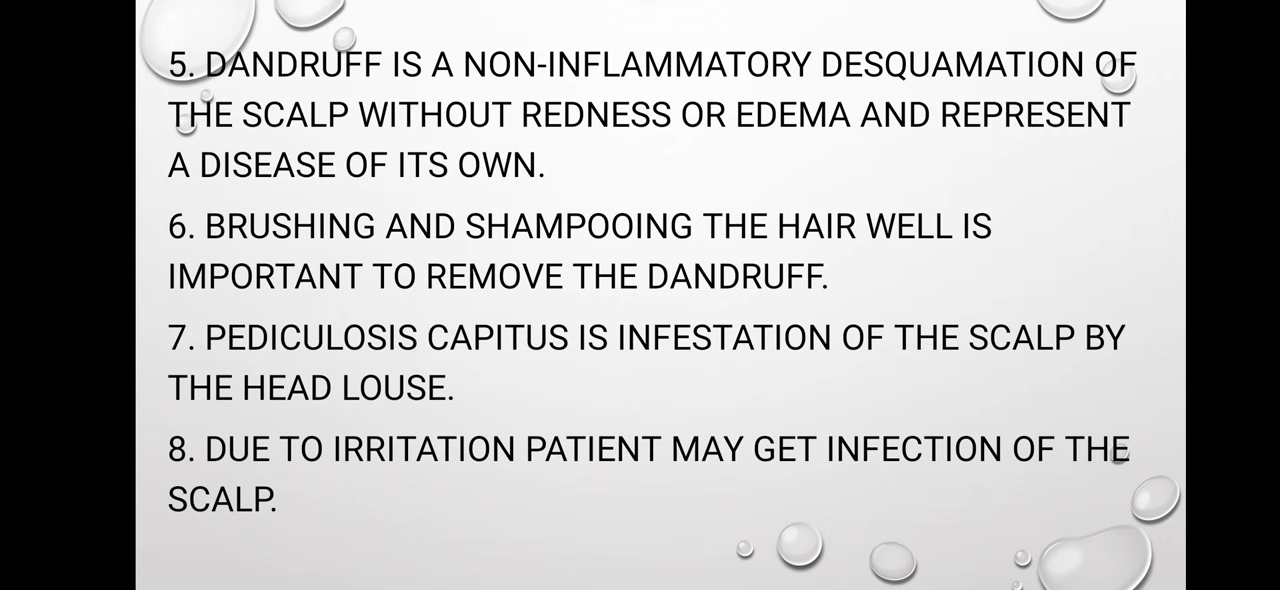 5. DANDRUFF IS A NON-INFLAMMATORY DESQUAMATION OF
THE SCALP WITHOUT REDNESS OR EDEMA AND REPRESENT
A DISEASE OF ITS OWN.
6. BRUSHING AND SHAMPOOING THE HAIR WELL IS
IMPORTANT TO REMOVE THE DANDRUFF.
7. PEDICULOSIS CAPITUS IS INFESTATION OF THE SCALP BY
THE HEAD LOUSE.
8. DUE TO IRRITATION PATIENT MAY GET INFECTION OF THE
SCALP.